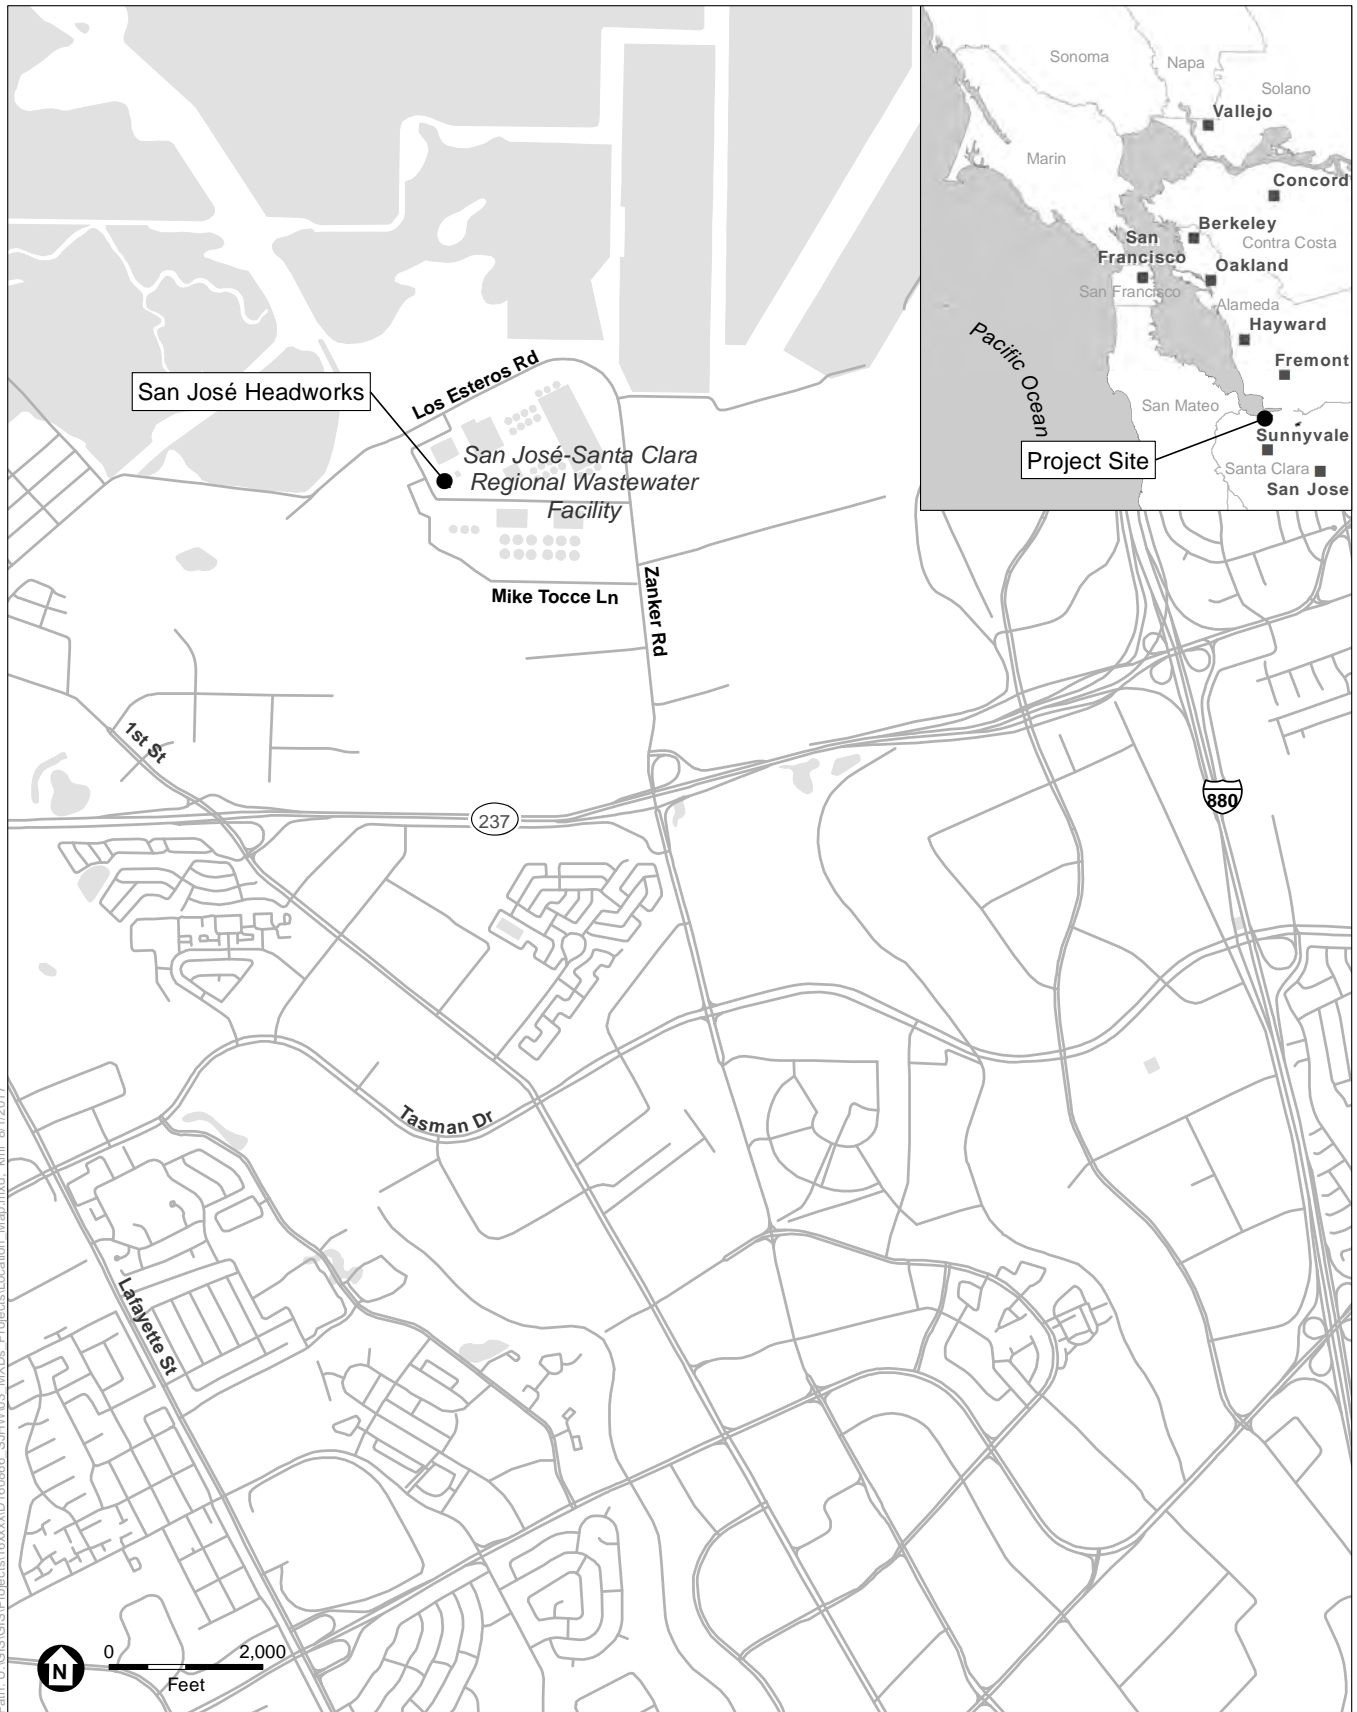 Sonoma
Napa
Solano
Vallejo
Marin
Concord
Berkeley
San
Francisco
Contra Costa
Oakland
San Francisco
Alameda
Hayward
Pacific Ocean
Fremont
San Mateo
Project Site
Sunnyvale
Santa Clara
San Jose
Los Esteros Rd
San José Headworks
San José-Santa Clara
Regional Wastewater
Facility
Mike Tocce Ln
Zanker Rd
1st St
237
880
Tasman Dr
Lafayette St
N
0
2,000
Feet